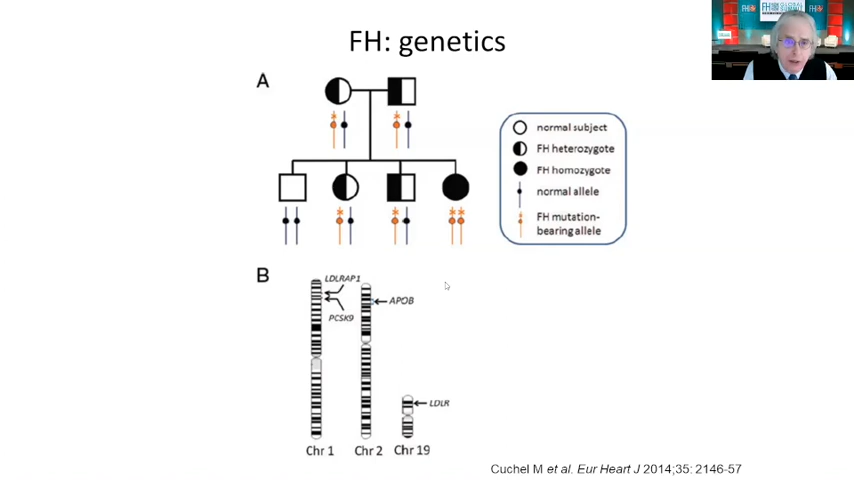 FH: genetics
A
normal subject
FH heterozygote
FH homozygote
normal allele
FH mutation-
bearing allele
B
LDLRAP1
PCSK9
APOB
LDLR
Chr 1
Chr 2
Chr 19
Cuchel M et al. Eur Heart J 2014;35: 2146-57
FH